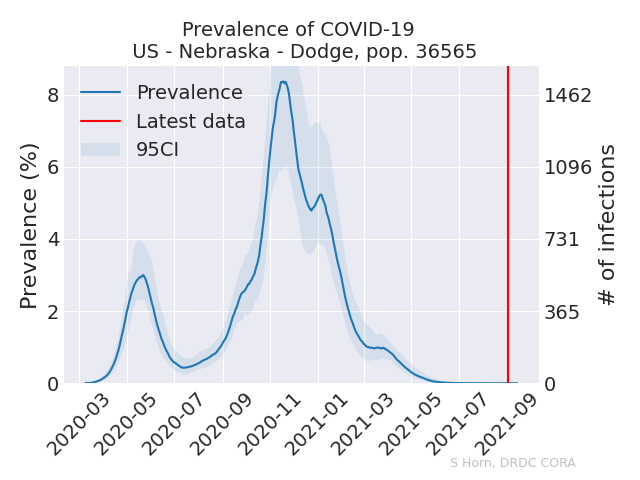 Prevalence of COVID-19
US - Nebraska - Dodge, pop. 36565
Prevalence
Latest data
95CI
Prevalence (%)
8
6
4
2
0
1462
1096
731
365
0
# of infections
2020-03
2020-05
2020-07
2020-09
2020-11
2021-01
2021-03
2021-05
2021-07
2021-09
S Horn, DRDC CORA